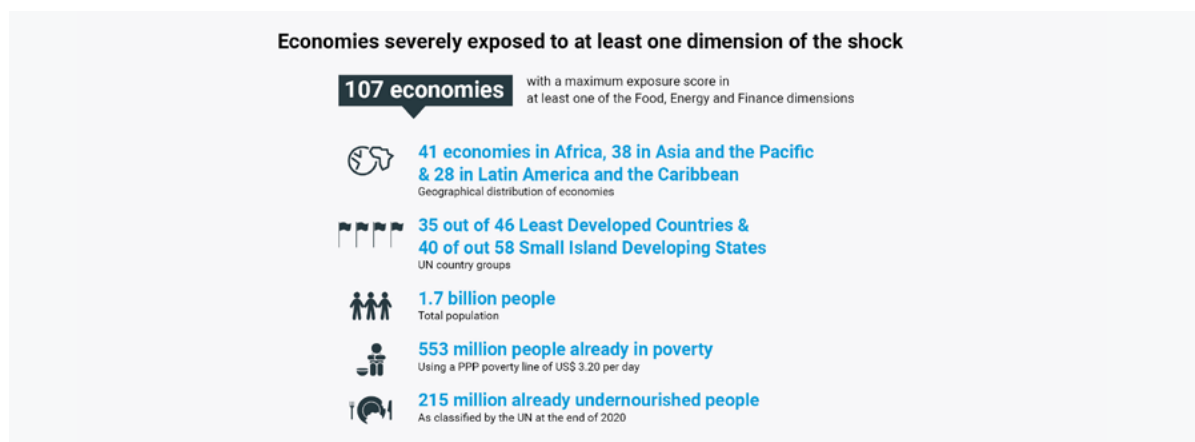 Economies severely exposed to at least one dimension of the shock
107 economies
with a maximum exposure score in
at least one of the Food, Energy and Finance dimensions
41 economies in Africa, 38 in Asia and the Pacific
& 28 in Latin America and the Caribbean
Geographical distribution of economies
35 out of 46 Least Developed Countries &
40 of out 58 Small Island Developing States
UN country groups
1.7 billion people
Total population
553 million people already in poverty
Using a PPP poverty line of US$ 3.20 per day
215 million already undernourished people
As classified by the UN at the end of 2020